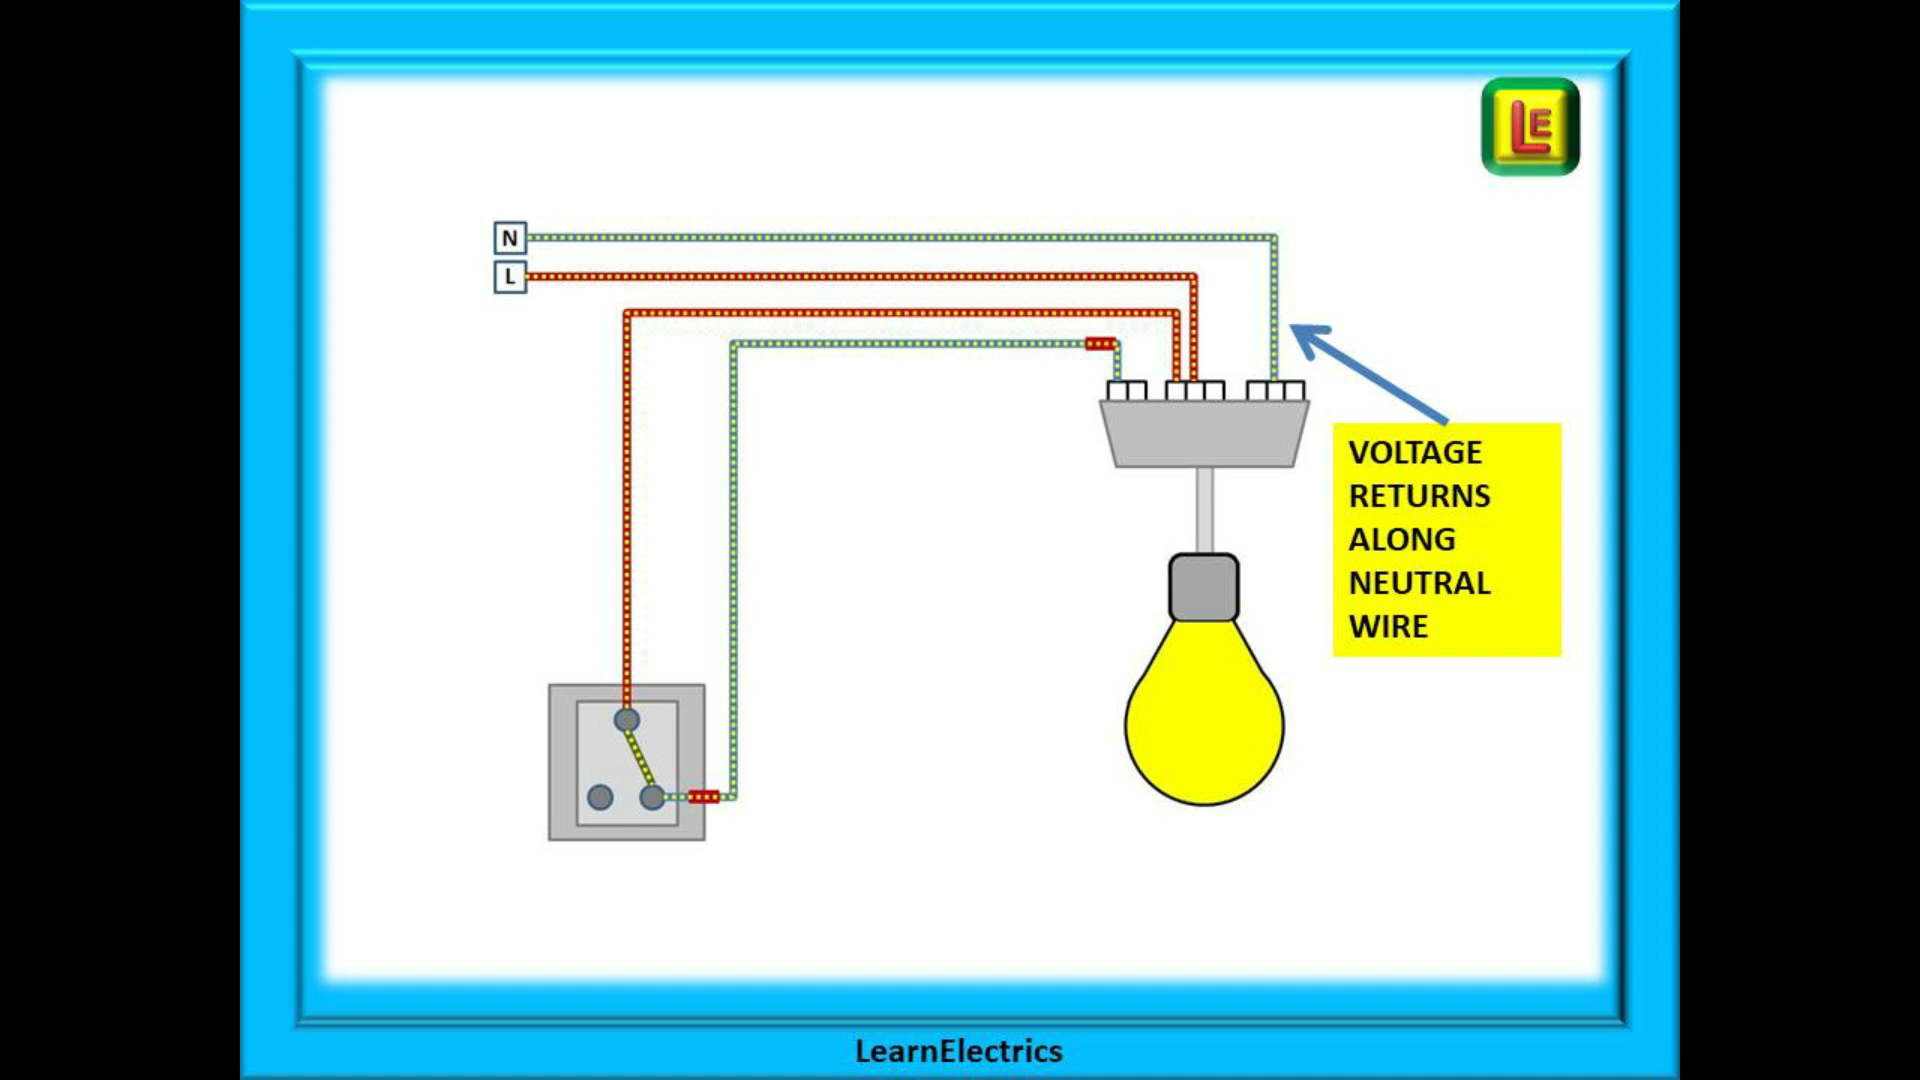 LE
N
L
VOLTAGE
RETURNS
ALONG
NEUTRAL
WIRE
LearnElectrics